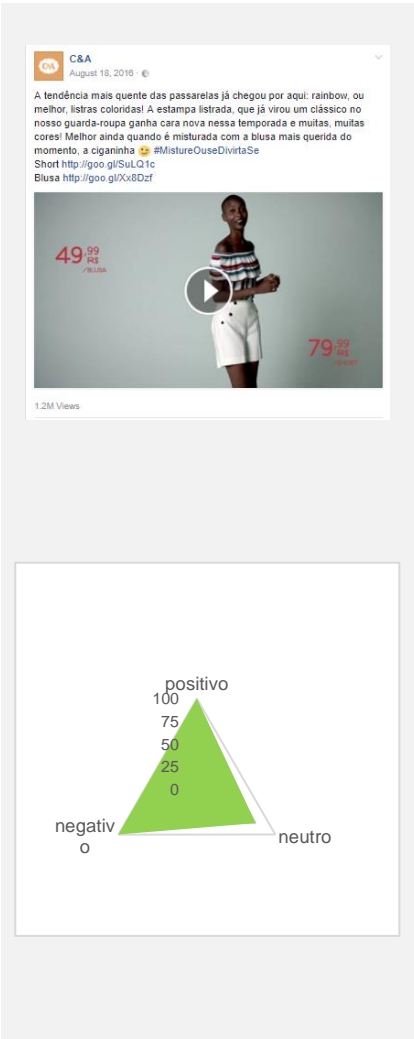 C&A
August 18, 2016 ·
A tendência mais quente das passarelas já chegou por aqui: rainbow, ou
melhor, listras coloridas! A estampa listrada, que já virou um clássico no
nosso guarda-roupa ganha cara nova nessa temporada e muitas, muitas
cores! Melhor ainda quando é misturada com a blusa mais querida do
momento, a ciganinha 😉 #MistureOuseDivirtaSe
Short http://goo.gl/SuLQ1c
Blusa http://goo.gl/Xx8Dzf
49,99
R$
/BLUSA
79,99
R$
/SHORT
1.2M Views
positivo
100
75
50
25
0
negativ
o
neutro